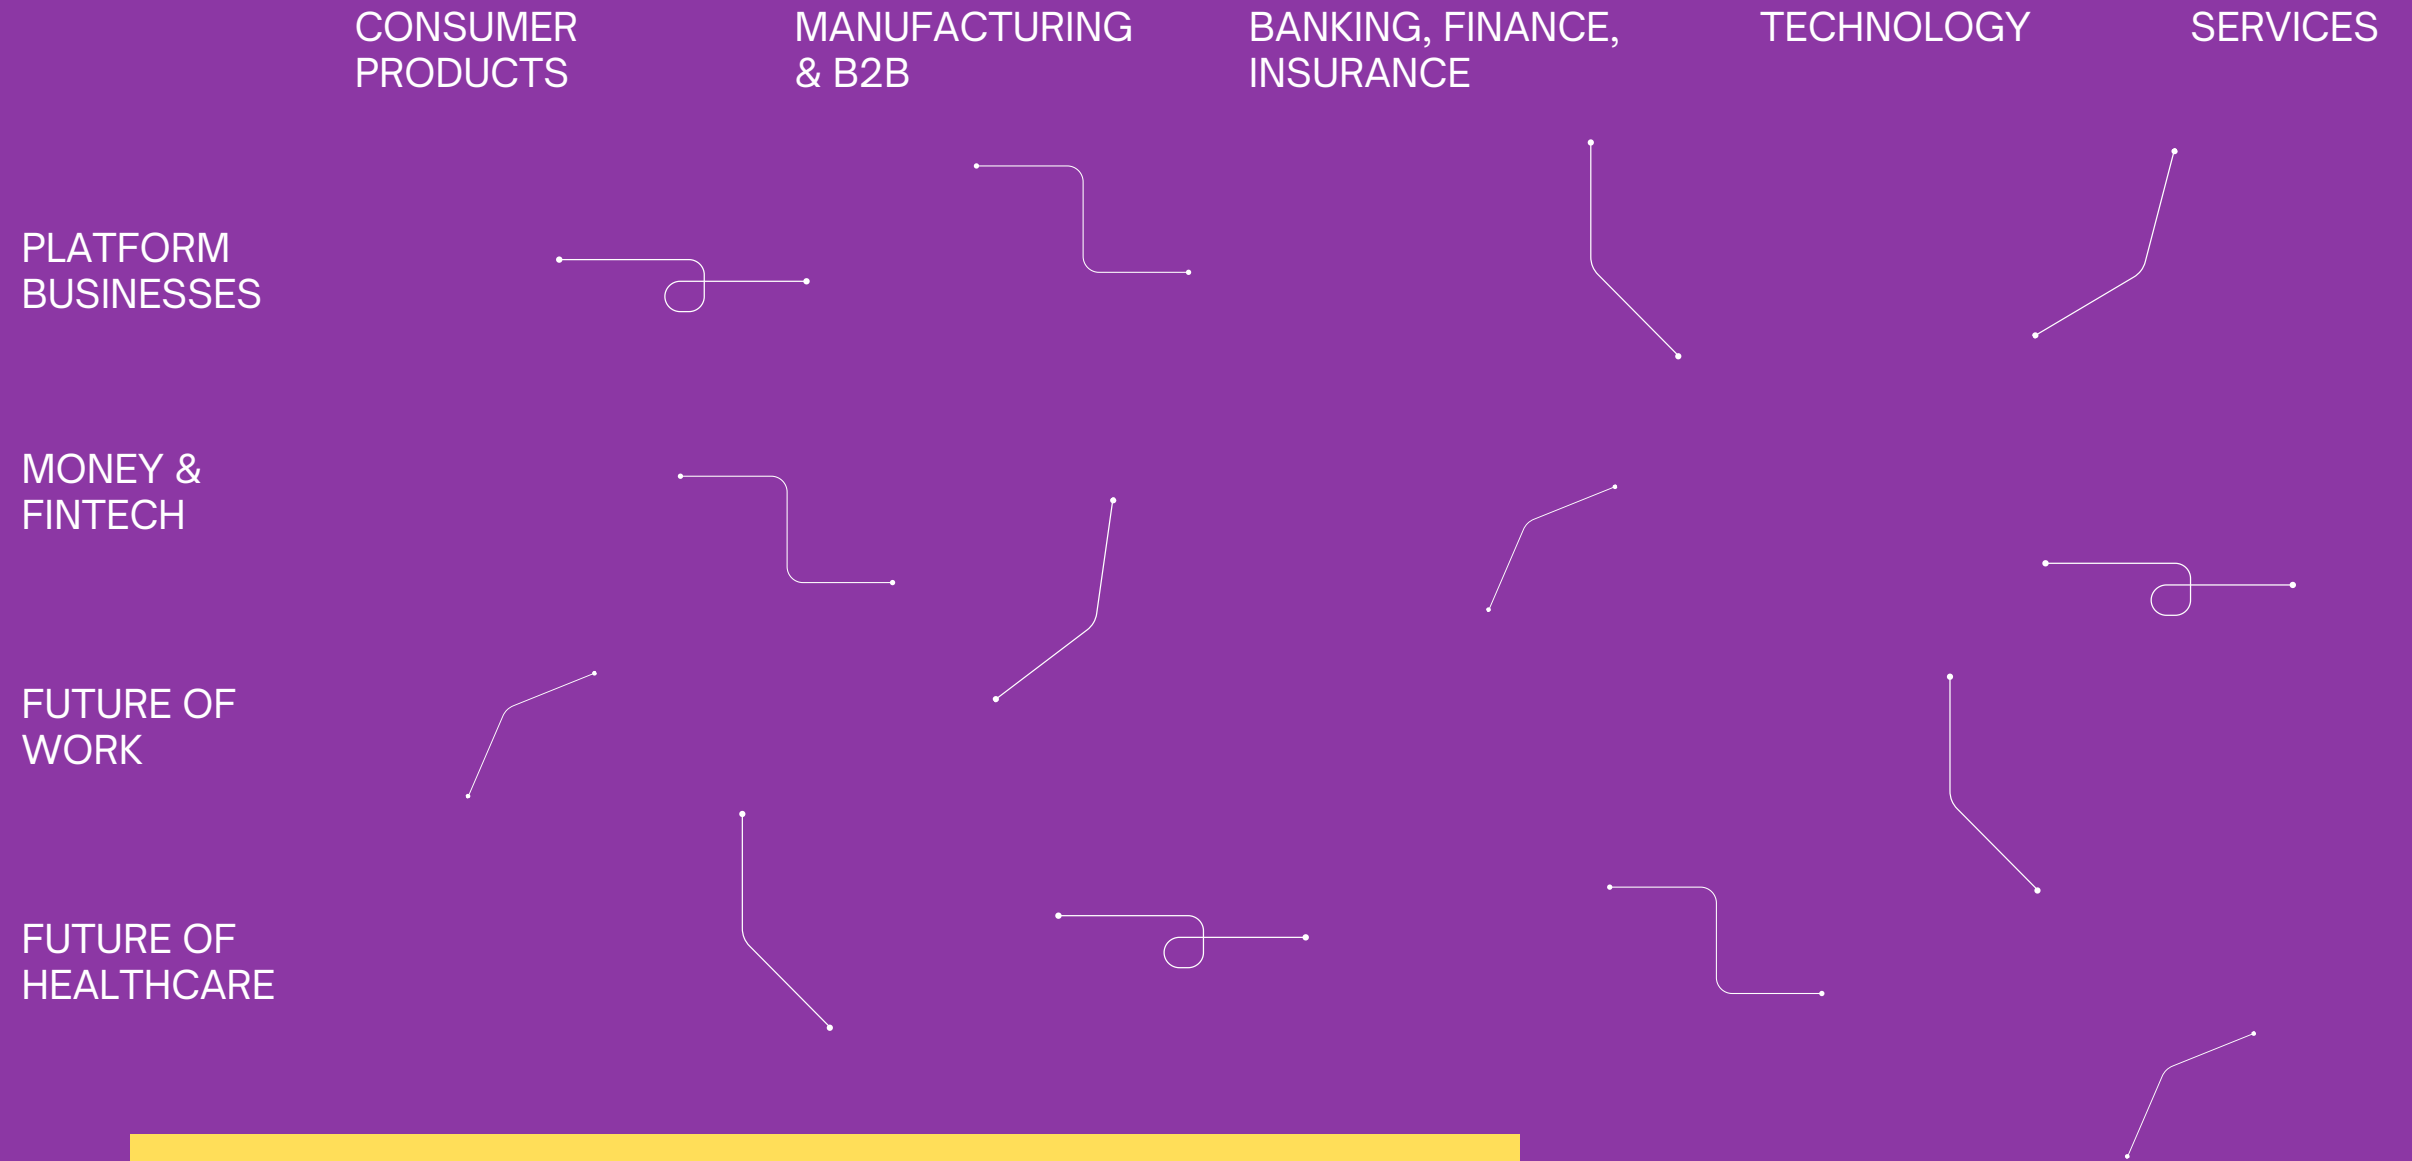 CONSUMER
PRODUCTS
MANUFACTURING
& B2B
BANKING, FINANCE,
INSURANCE
TECHNOLOGY
SERVICES
PLATFORM
BUSINESSES
MONEY &
FINTECH
FUTURE OF
WORK
FUTURE OF
HEALTHCARE